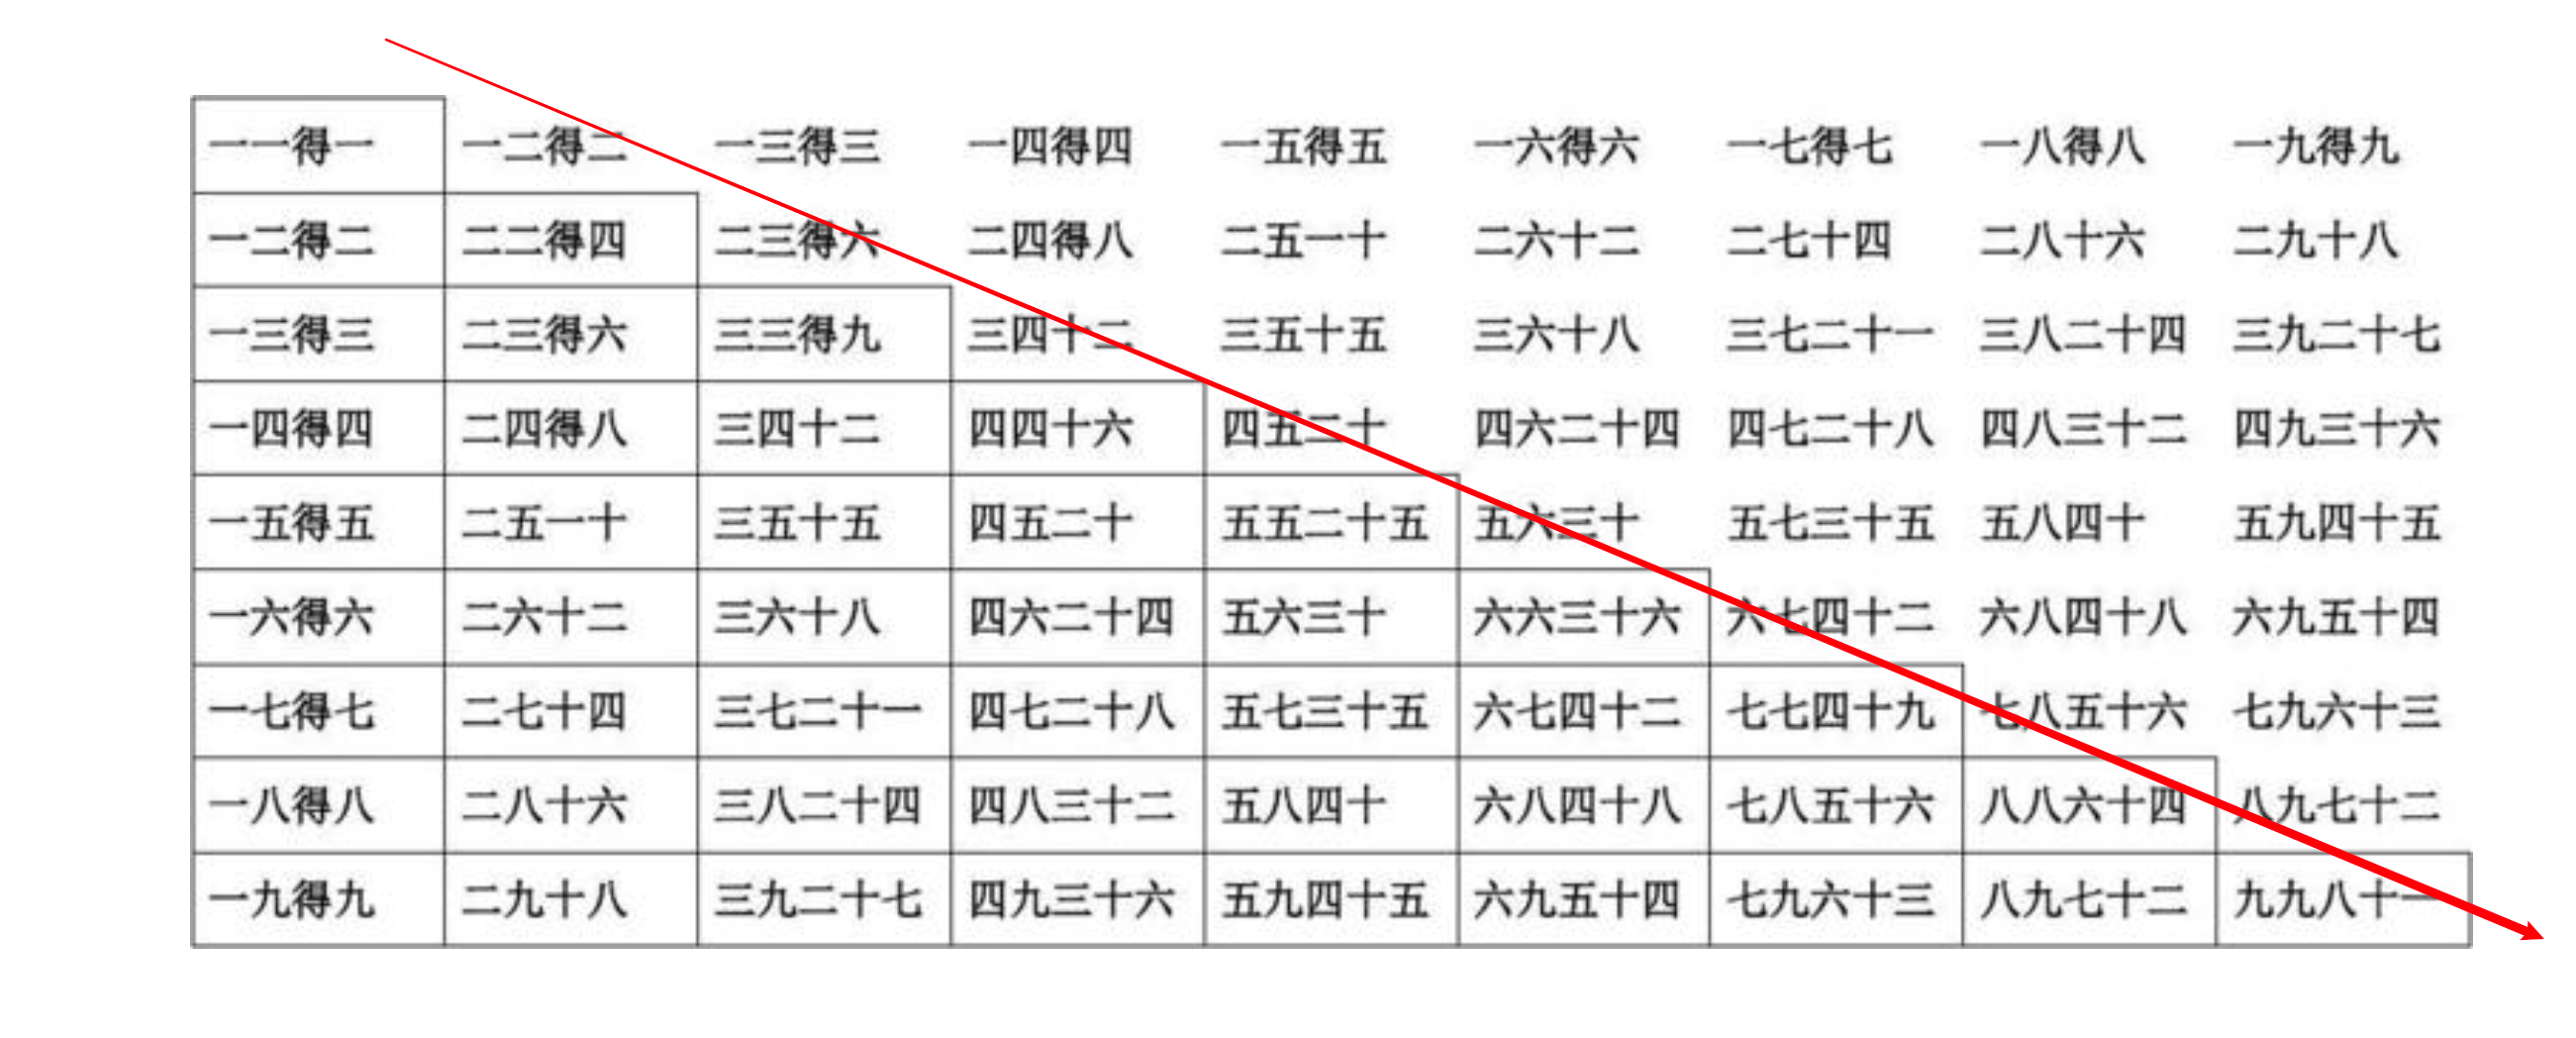 一一得一 一二得二 一三得三 一四得四 一五得五 一六得六 一七得七 一八得八 一九得九
一二得二 二二得四 二三得六 二四得八 二五一十 二六十二 二七十四 二八十六 二九十八
一三得三 二三得六 三三得九 三四十二 三五十五 三六十八 三七二十一 三八二十四 三九二十七
一四得四 二四得八 三四十二 四四十六 四五二十 四六二十四 四七二十八 四八三十二 四九三十六
一五得五 二五一十 三五十五 四五二十 五五二十五 五六三十 五七三十五 五八四十 五九四十五
一六得六 二六十二 三六十八 四六二十四 五六三十 六六三十六 六七四十二 六八四十八 六九五十四
一七得七 二七十四 三七二十一 四七二十八 五七三十五 六七四十二 七七四十九 七八五十六 七九六十三
一八得八 二八十六 三八二十四 四八三十二 五八四十 六八四十八 七八五十六 八八六十四 八九七十二
一九得九 二九十八 三九二十七 四九三十六 五九四十五 六九五十四 七九六十三 八九七十二 九九八十一